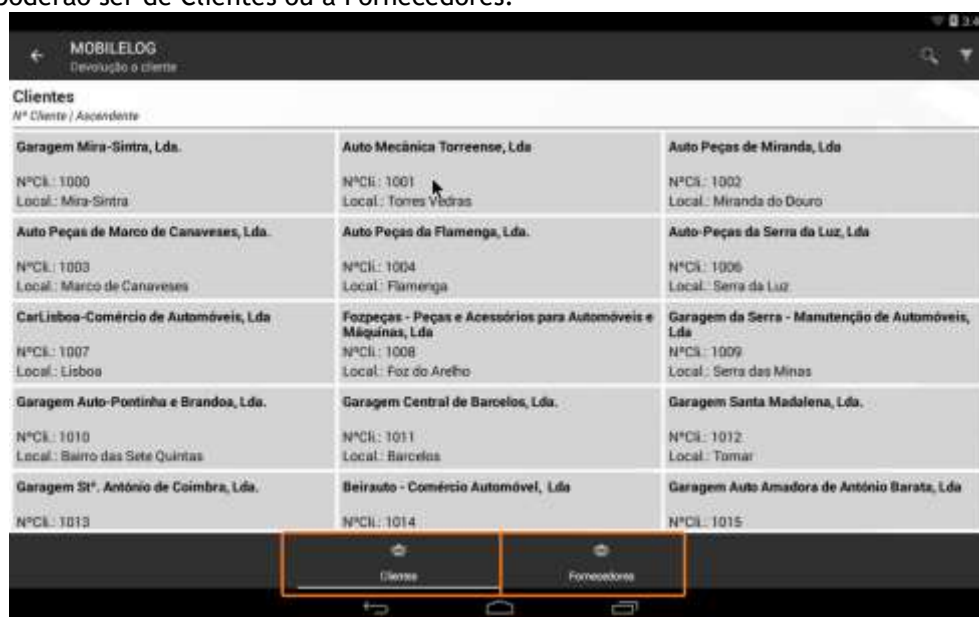 poderão ser de Clientes ou a Fornecedores.
MOBILELOG
Devolução o cliente
Clientes
Nº Cliente / Ascendente
Garagem Mira-Sintra, Lda.
NºCli.: 1000
Local.: Mira-Sintra
Auto Mecânica Torreense, Lda
NºCli.: 1001
Local.: Torres Vedras
Auto Peças de Miranda, Lda
NºCli.: 1002
Local.: Miranda do Douro
Auto Peças de Marco de Canaveses, Lda.
NºCli.: 1003
Local.: Marco de Canaveses
Auto Peças da Flamenga, Lda.
NºCli.: 1004
Local.: Flamenga
Auto-Peças da Serra da Luz, Lda
NºCli.: 1006
Local.: Serra da Luz
CarLisboa-Comércio de Automóveis, Lda
NºCli.: 1007
Local.: Lisboa
Fozpeças - Peças e Acessórios para Automóveis e
Máquinas, Lda
NºCli.: 1008
Local.: Foz do Arelho
Garagem da Serra - Manutenção de Automóveis,
Lda
NºCli.: 1009
Local.: Serra das Minas
Garagem Auto-Pontinha e Brandoa, Lda.
NºCli.: 1010
Local.: Bairro das Sete Quintas
Garagem Central de Barcelos, Lda.
NºCli.: 1011
Local.: Barcelos
Garagem Santa Madalena, Lda.
NºCli.: 1012
Local.: Tomar
Garagem Stº. António de Coimbra, Lda.
NºCli.: 1013
Beirauto - Comércio Automóvel, Lda
NºCli.: 1014
Garagem Auto Amadora de António Barata, Lda
NºCli.: 1015
Clientes
Fornecedores